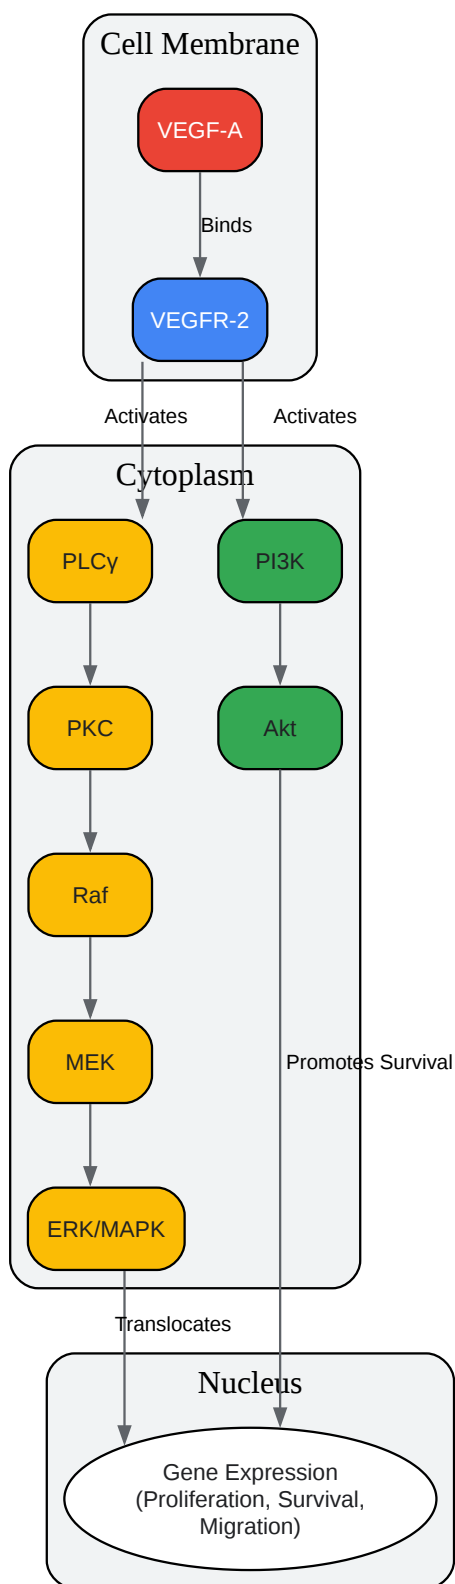 Cell Membrane
VEGF-A
Binds
VEGFR-2
Activates
Activates
Cytoplasm
PLCγ
PI3K
PKC
Akt
Raf
MEK
Promotes Survival
ERK/MAPK
Translocates
Nucleus
Gene Expression
(Proliferation, Survival,
Migration)